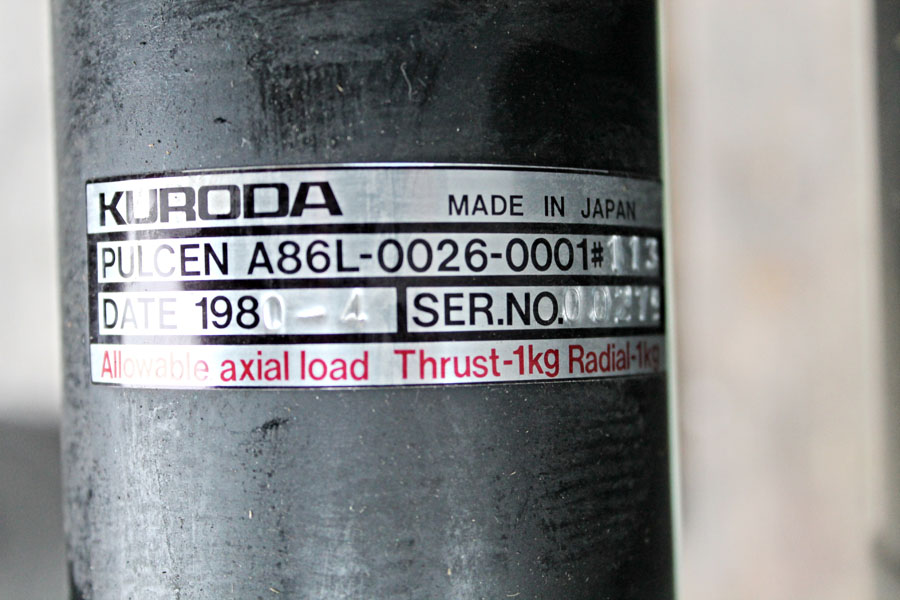 KURODA MADE IN JAPAN
PULCEN A86L-0026-0001#113
DATE 1980-4 SER.NO.
Allowable axial load Thrust-1kg Radial-1kg